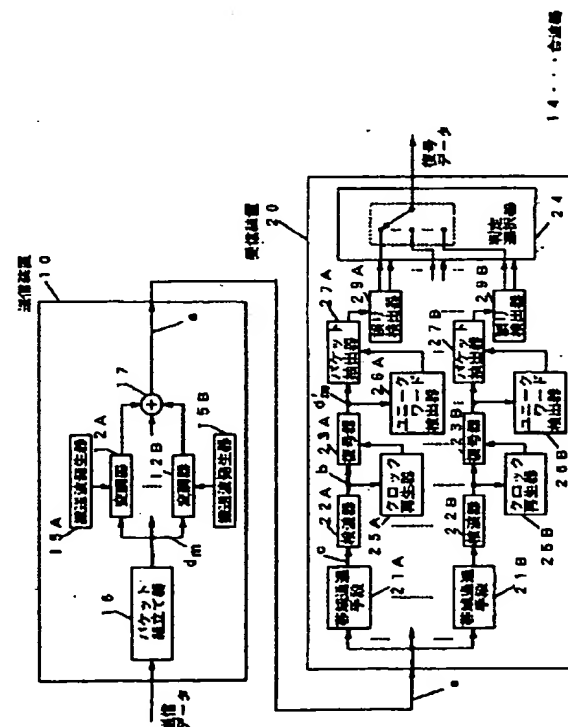 送信装置
10
送信
データ
16
パケット
組立て器
dm
15A
搬送波発生器
12A
変調器
12B
変調器
15B
搬送波発生器
17
a
受信装置
20
a
21A
帯域通過
手段
c
22A
検波器
b
23A
復号器
d'm
25A
クロック
再生器
26A
ユニーク
ワード
検出器
27A
パケット
抽出器
29A
誤り
検出器
21B
帯域通過
手段
22B
検波器
23B
復号器
25B
クロック
再生器
26B
ユニーク
ワード
検出器
27B
パケット
抽出器
29B
誤り
検出器
判定
選択器
24
復号
データ
14・・・合波器